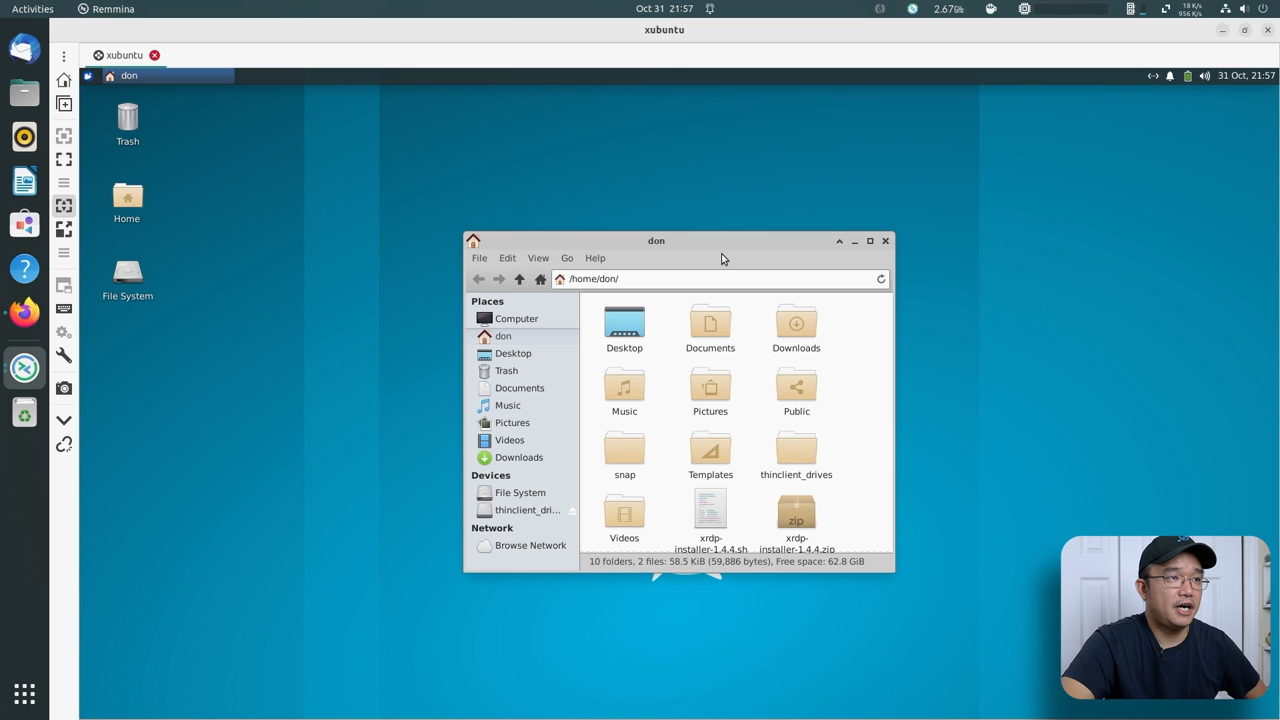 Activities
Remmina
Oct 31 21:57
2.67
18 K/s
956 K/s
xubuntu
xubuntu
don
31 Oct, 21:57
Trash
Home
File System
don
File Edit View Go Help
/home/don/
Places
Computer
don
Desktop
Trash
Documents
Music
Pictures
Videos
Downloads
Devices
File System
thinclient_dri...
Network
Browse Network
Desktop
Documents
Downloads
Music
Pictures
Public
snap
Templates
thinclient_drives
Videos
xrdp-
installer-1.4.4.sh
zip
xrdp-
installer-1.4.4.zip
10 folders, 2 files: 58.5 KiB (59,886 bytes), Free space: 62.8 GiB